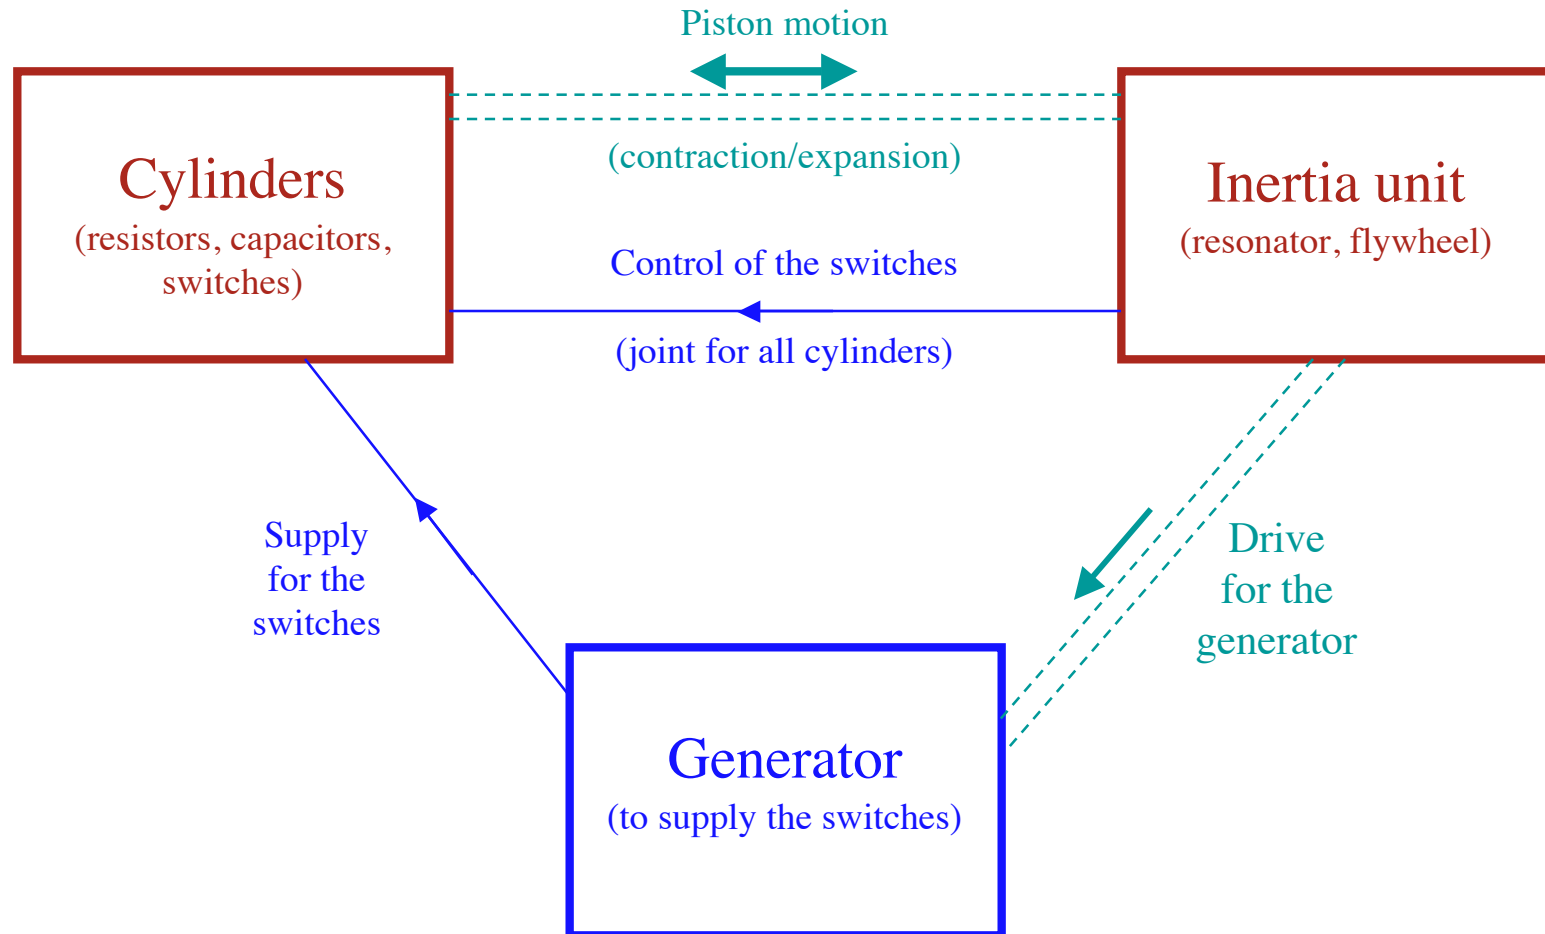 Piston motion
(contraction/expansion)
Cylinders
(resistors, capacitors,
switches)
Inertia unit
(resonator, flywheel)
Control of the switches
(joint for all cylinders)
Supply
for the
switches
Drive
for the
generator
Generator
(to supply the switches)